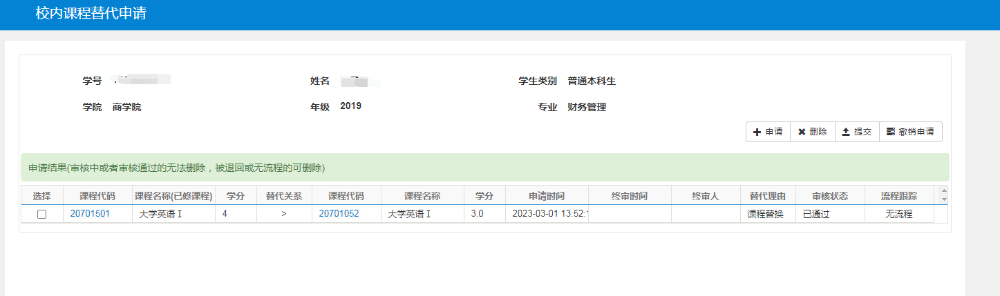 校内课程替代申请
学号 姓名 学生类别 普通本科生
学院 商学院 年级 2019 专业 财务管理
申请 删除 提交 撤销申请
申请结果(审核中或者审核通过的无法删除，被退回或无流程的可删除)
选择 课程代码 课程名称(已修课程) 学分 替代关系 课程代码 课程名称 学分 申请时间 终审时间 终审人 替代理由 审核状态 流程跟踪
20701501 大学英语 I 4 > 20701052 大学英语 I 3.0 2023-03-01 13:52: 课程替换 已通过 无流程